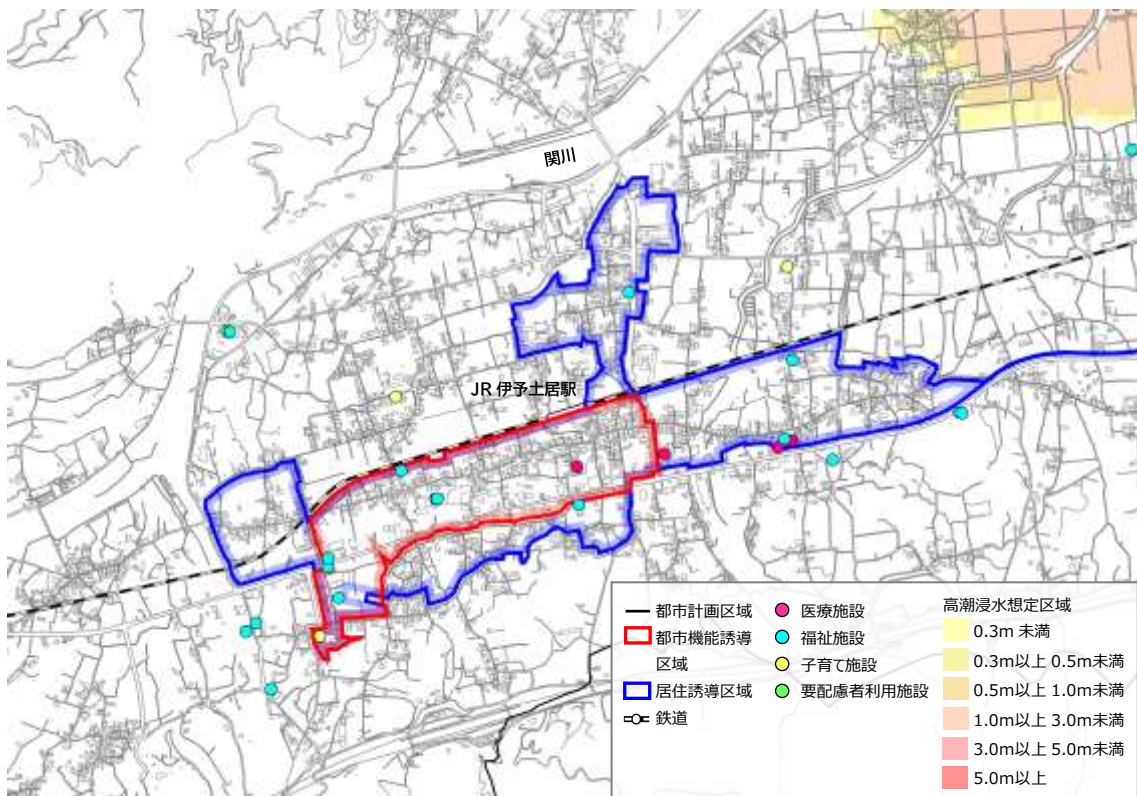 関川
JR 伊予土居駅
都市計画区域
都市機能誘導
区域
居住誘導区域
鉄道
医療施設
福祉施設
子育て施設
要配慮者利用施設
高潮浸水想定区域
0.3m 未満
0.3m以上 0.5m未満
0.5m以上 1.0m未満
1.0m以上 3.0m未満
3.0m以上 5.0m未満
5.0m以上